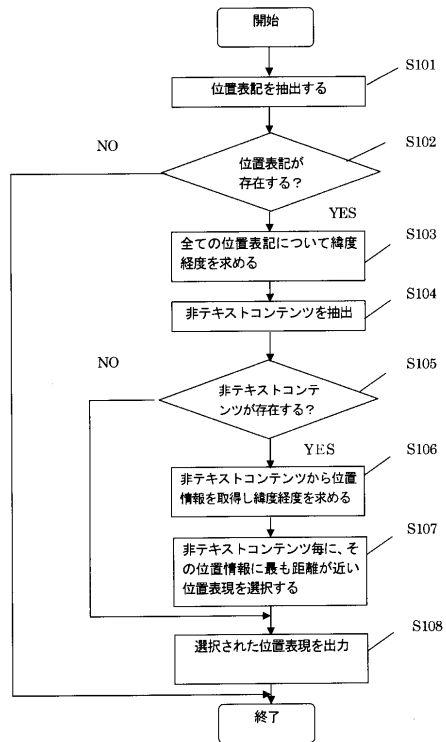 開始
S101
位置表記を抽出する
S102
NO
位置表記が
存在する？
YES
S103
全ての位置表記について緯度
経度を求める
S104
非テキストコンテンツを抽出
S105
NO
非テキストコンテ
ンツが存在する？
YES
S106
非テキストコンテンツから位置
情報を取得し緯度経度を求める
S107
非テキストコンテンツ毎に、そ
の位置情報に最も距離が近い
位置表現を選択する
S108
選択された位置表現を出力
終了